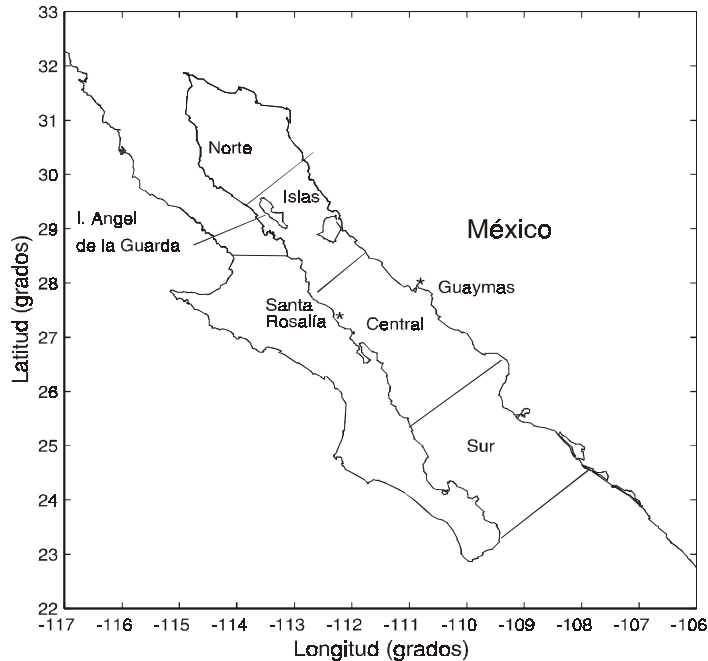 33
32
31
30
29
28
27
26
25
24
23
22
Latitud (grados)
Norte
Islas
I. Angel
de la Guarda
México
* Guaymas
Santa
Rosalía *
Central
Sur
-117 -116 -115 -114 -113 -112 -111 -110 -109 -108 -107 -106
Longitud (grados)